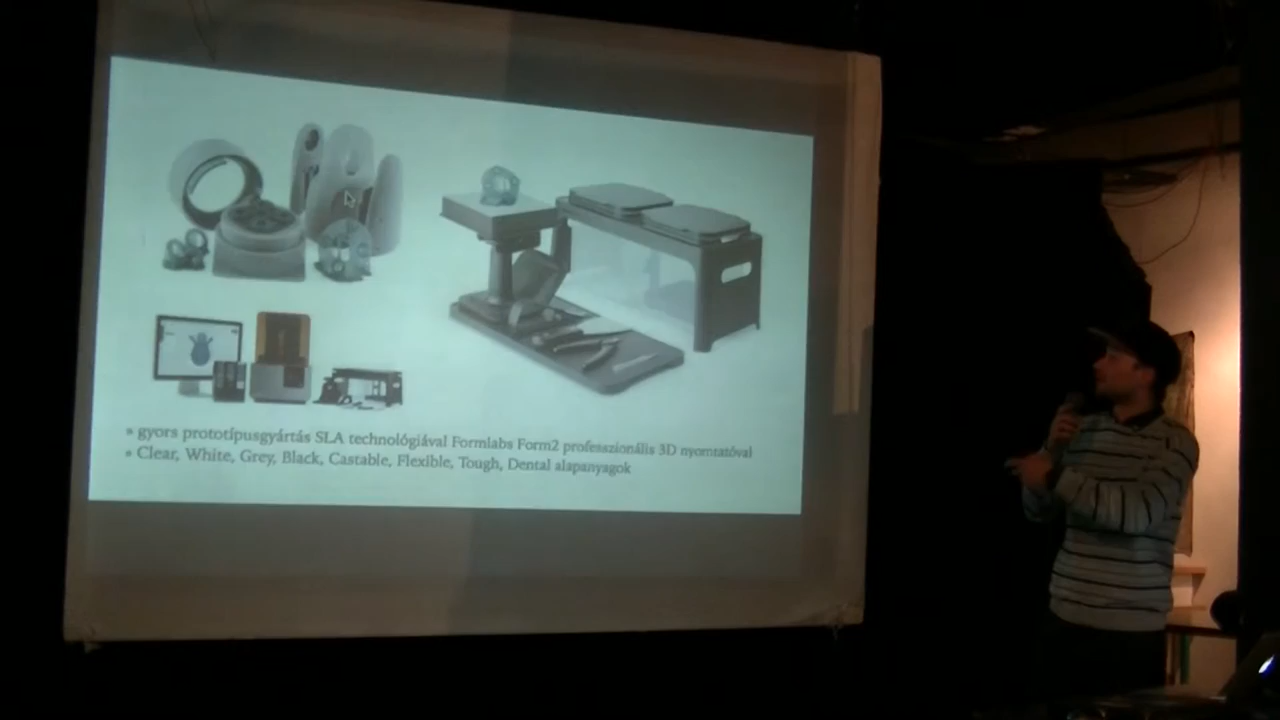 » gyors prototípusgyártás SLA technológiával Formlabs Form2 professzionális 3D nyomtatóval
» Clear, White, Grey, Black, Castable, Flexible, Tough, Dental alapanyagok